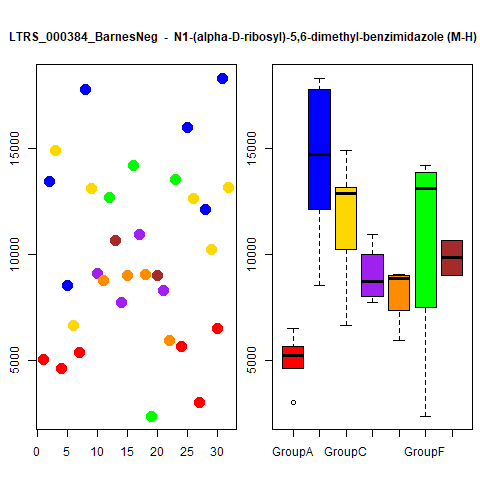 LTRS_000384_BarnesNeg - N1-(alpha-D-ribosyl)-5,6-dimethyl-benzimidazole (M-H)
15000
10000
5000
0 5 10 15 20 25 30
15000
10000
5000
GroupA GroupC GroupF